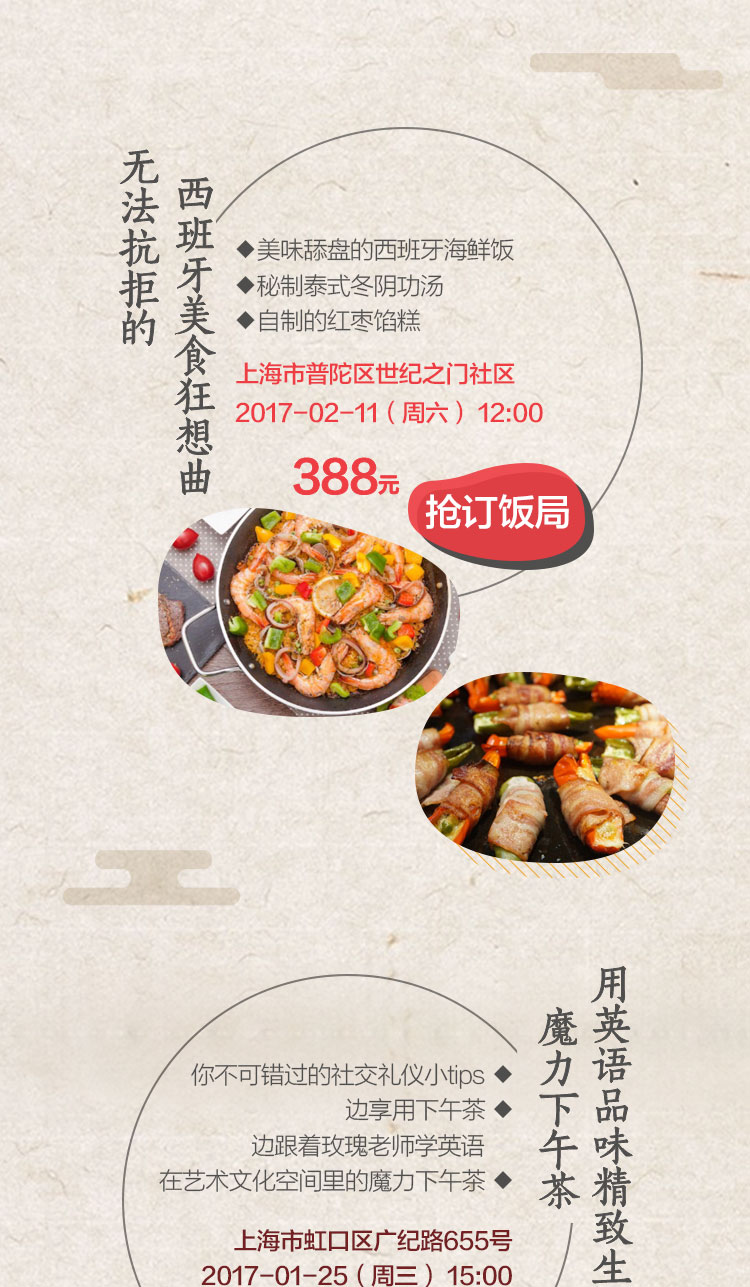 无法抗拒的
西班牙美食狂想曲
◆美味舔盘的西班牙海鲜饭
◆秘制泰式冬阴功汤
◆自制的红枣馅糕
上海市普陀区世纪之门社区
2017-02-11（周六） 12:00
388元
抢订饭局
用英语品味精致生
魔力下午茶
你不可错过的社交礼仪小tips ◆
边享用下午茶 ◆
边跟着玫瑰老师学英语
在艺术文化空间里的魔力下午茶 ◆
上海市虹口区广纪路655号
2017-01-25（周三）15:00